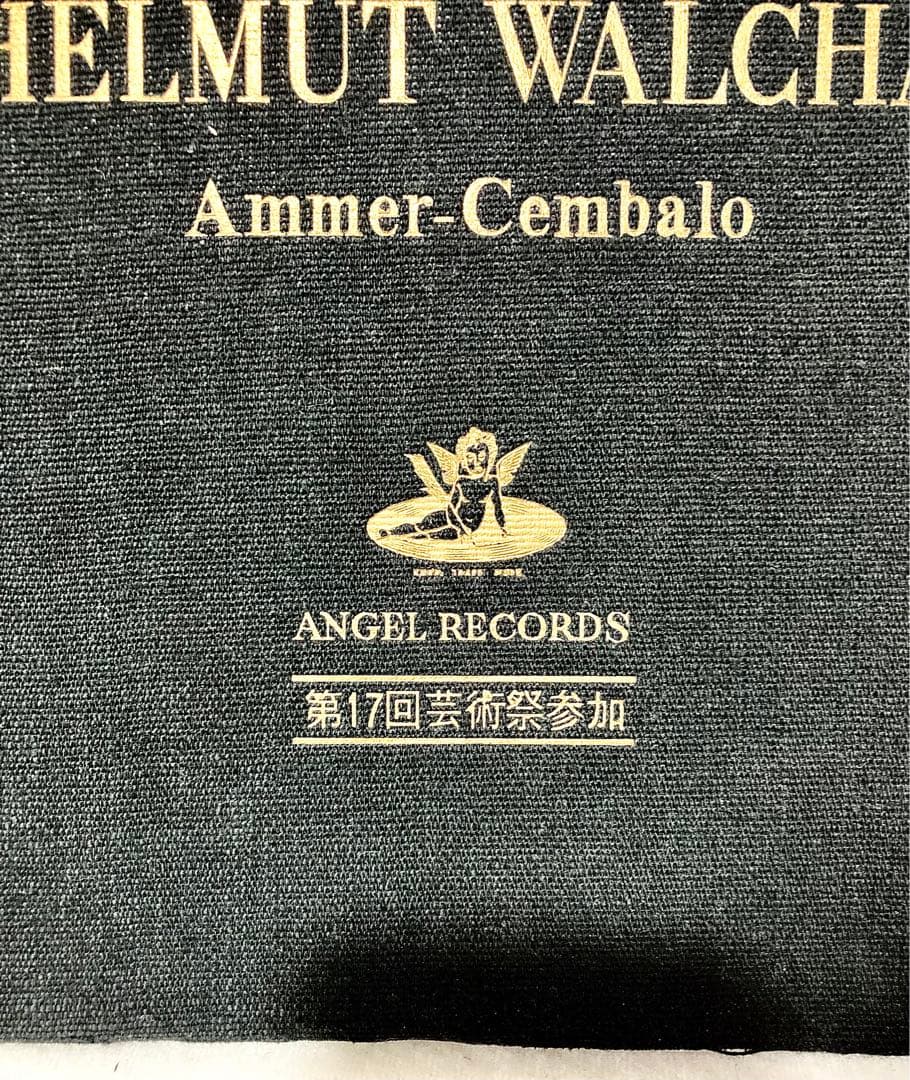 HELMUT WALCHA
Ammer-Cembalo
ANGEL RECORDS
第17回芸術祭参加